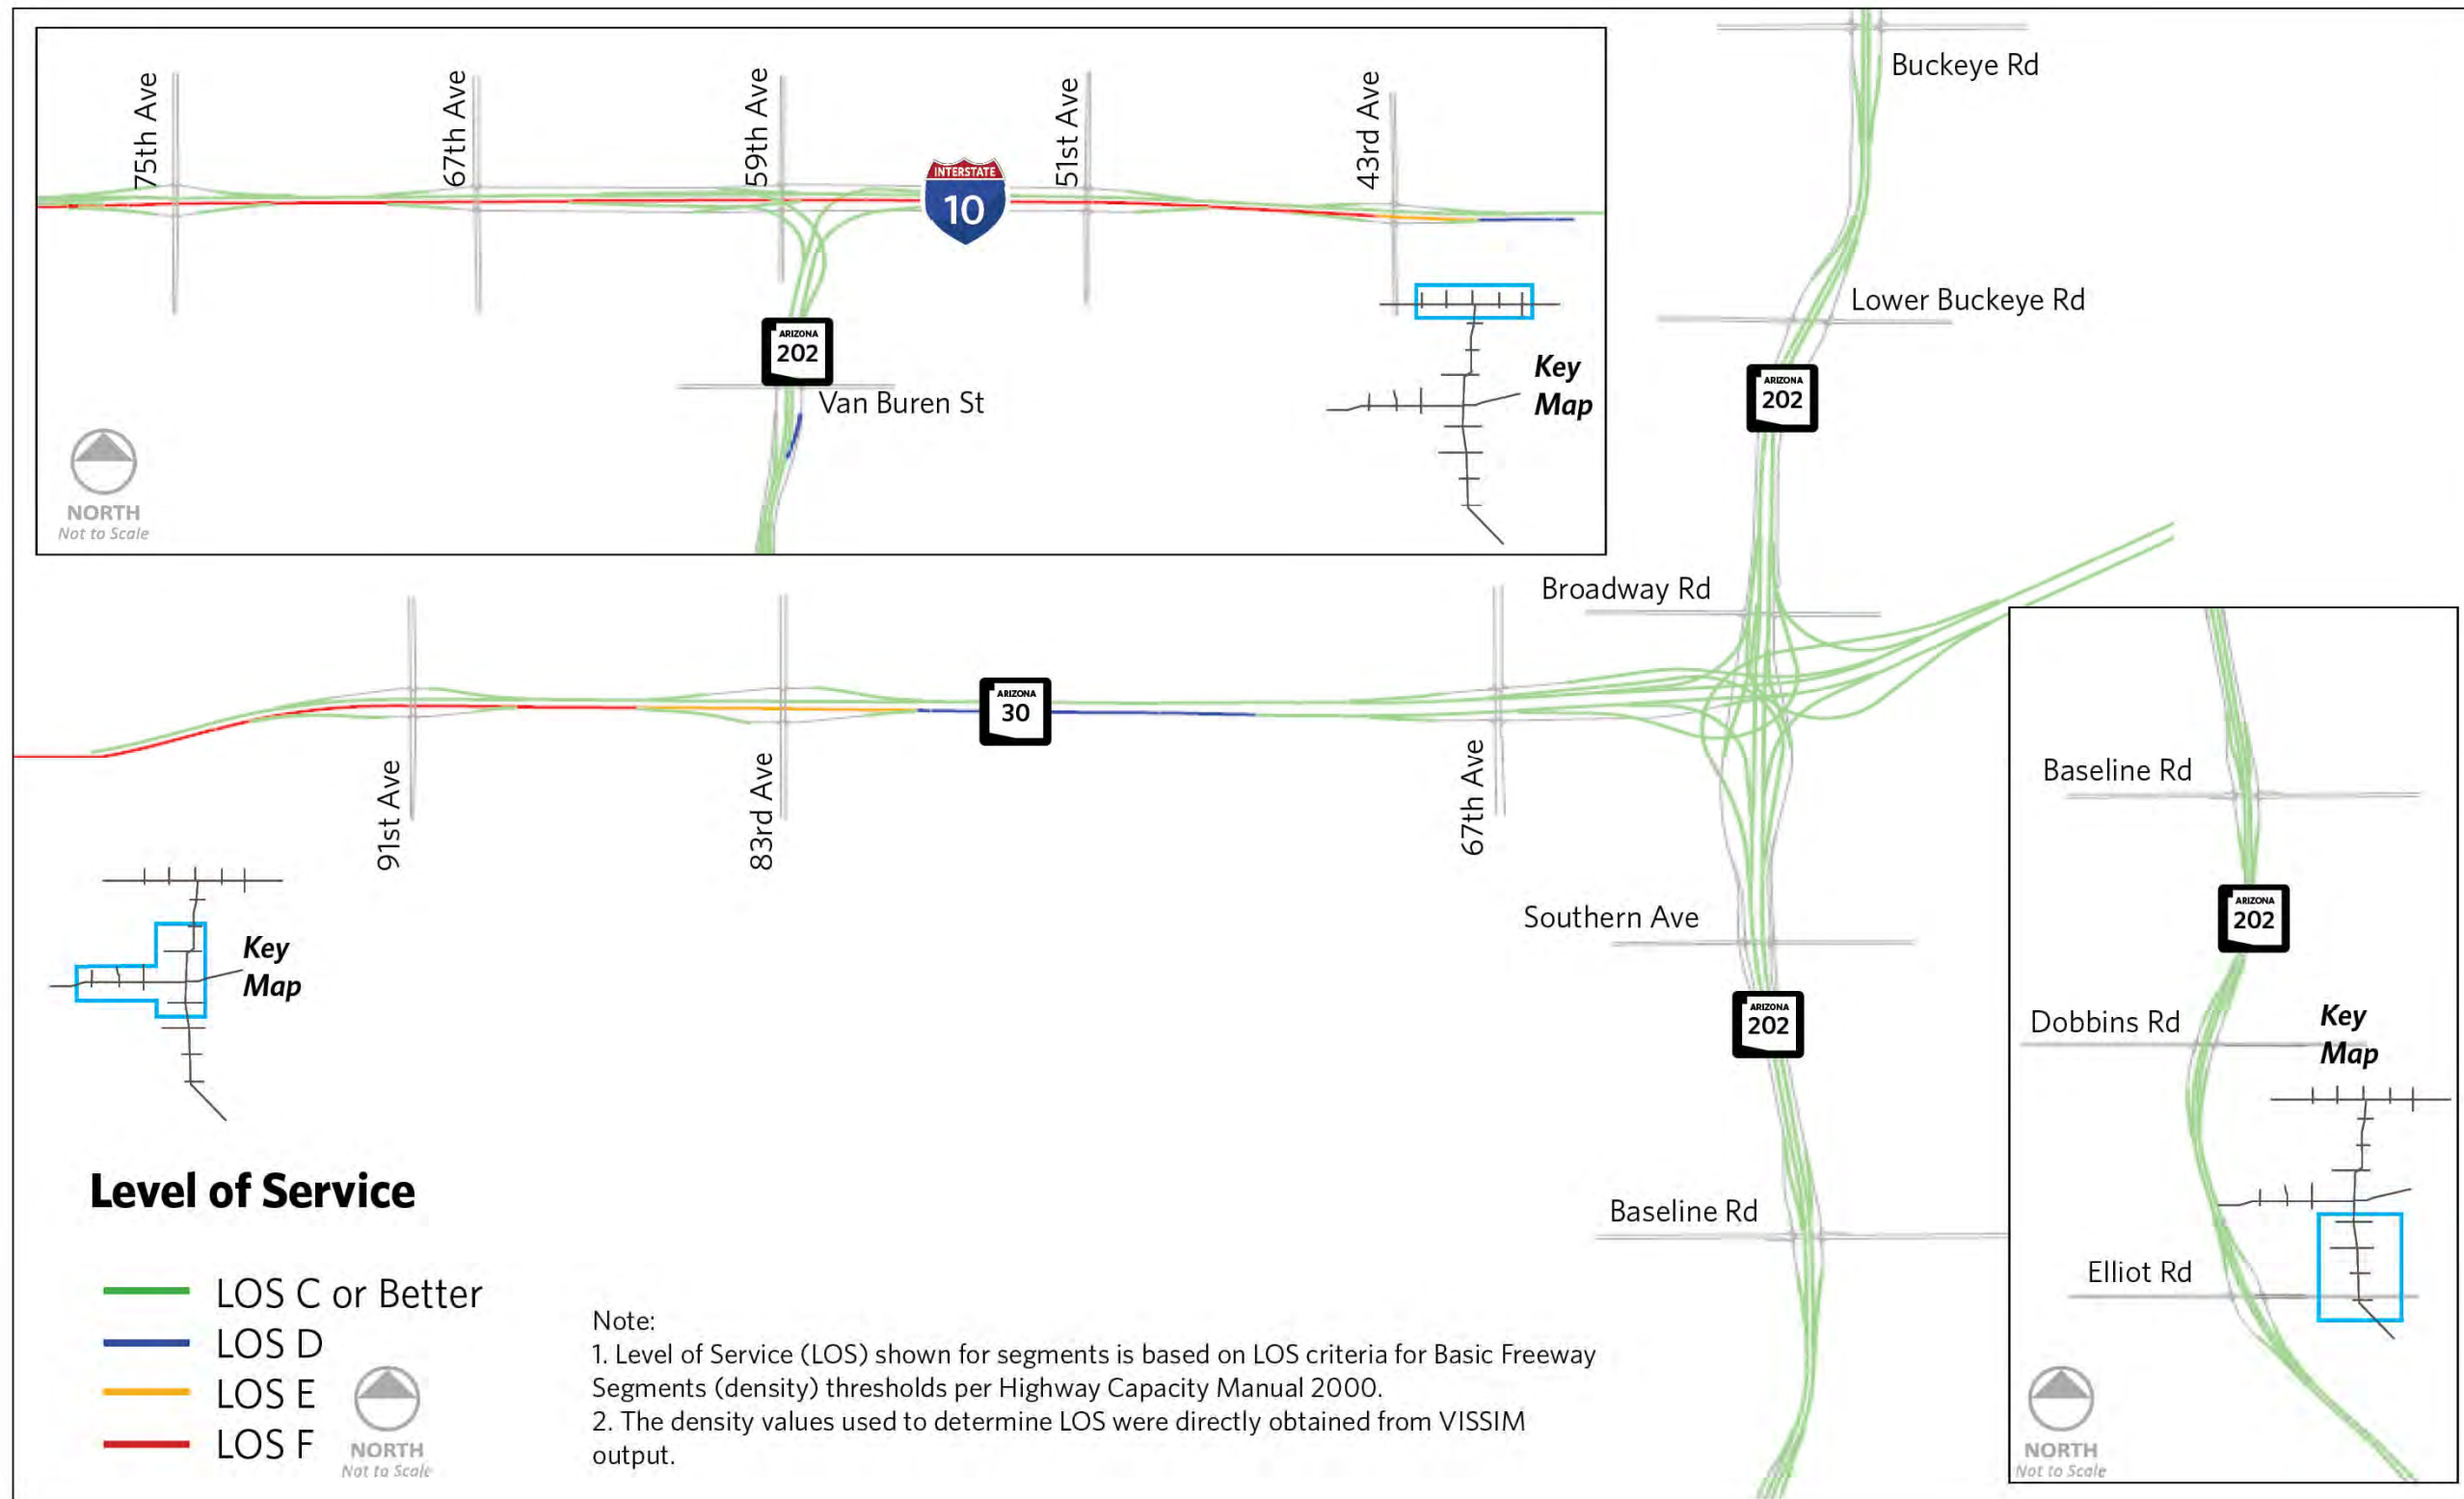 75th Ave
67th Ave
59th Ave
51st Ave
43rd Ave
INTERSTATE
10
ARIZONA
202
Van Buren St
Key
Map
NORTH
Not to Scale
Buckeye Rd
Lower Buckeye Rd
ARIZONA
202
Broadway Rd
ARIZONA
30
91st Ave
83rd Ave
67th Ave
Southern Ave
ARIZONA
202
Baseline Rd
Key
Map
Baseline Rd
ARIZONA
202
Dobbins Rd
Key
Map
Elliot Rd
NORTH
Not to Scale
Level of Service
LOS C or Better
LOS D
LOS E
LOS F
NORTH
Not to Scale
Note:
1. Level of Service (LOS) shown for segments is based on LOS criteria for Basic Freeway
Segments (density) thresholds per Highway Capacity Manual 2000.
2. The density values used to determine LOS were directly obtained from VISSIM
output.